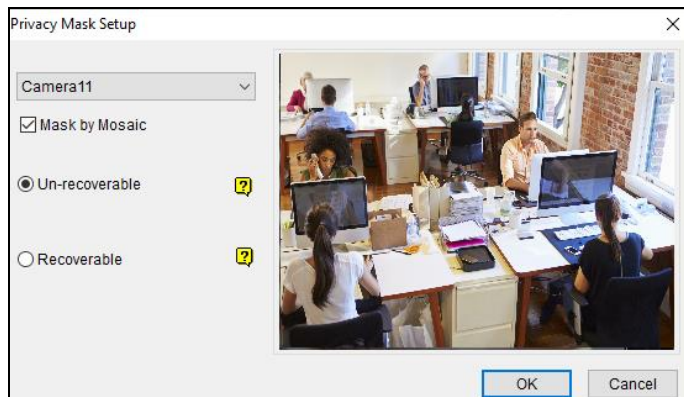 Privacy Mask Setup
Camera11
Mask by Mosaic
Un-recoverable
?
Recoverable
?
OK
Cancel